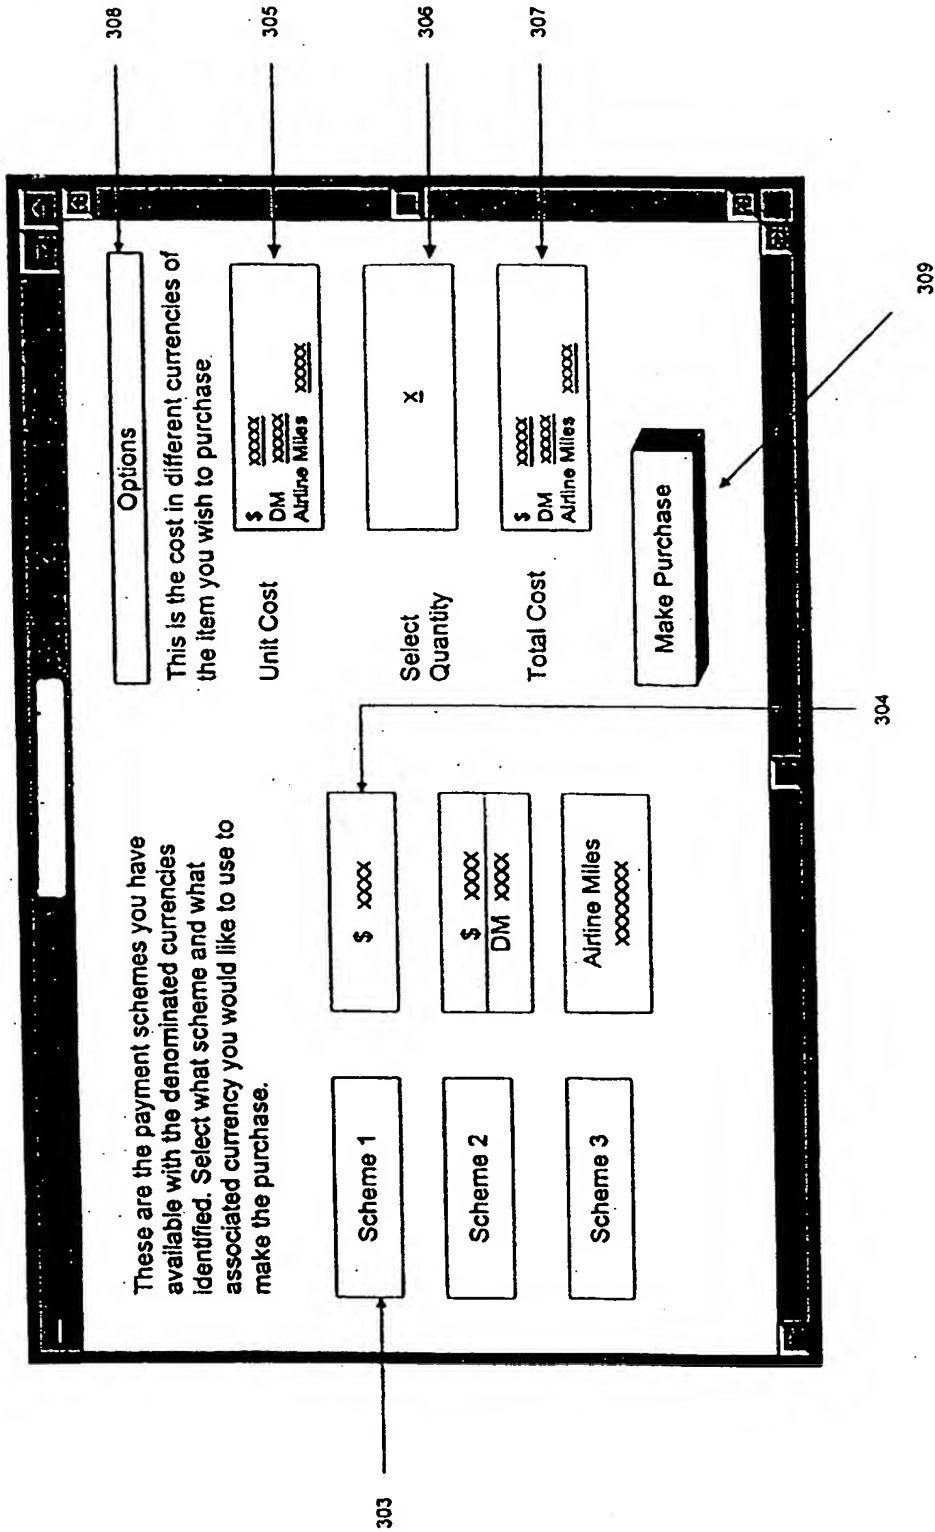 308
305
306
307
Options
These are the payment schemes you have
available with the denominated currencies
identified. Select what scheme and what
associated currency you would like to use to
make the purchase.
This is the cost in different currencies of
the item you wish to purchase
303
Scheme 1
$ xxxx
Scheme 2
$ xxxx
DM xxxx
Scheme 3
Airline Miles
xxxxxxx
304
Unit Cost
$ xxxxx
DM xxxxx
Airline Miles xxxxx
Select
Quantity
x
Total Cost
$ xxxxx
DM xxxxx
Airline Miles xxxxx
Make Purchase
309